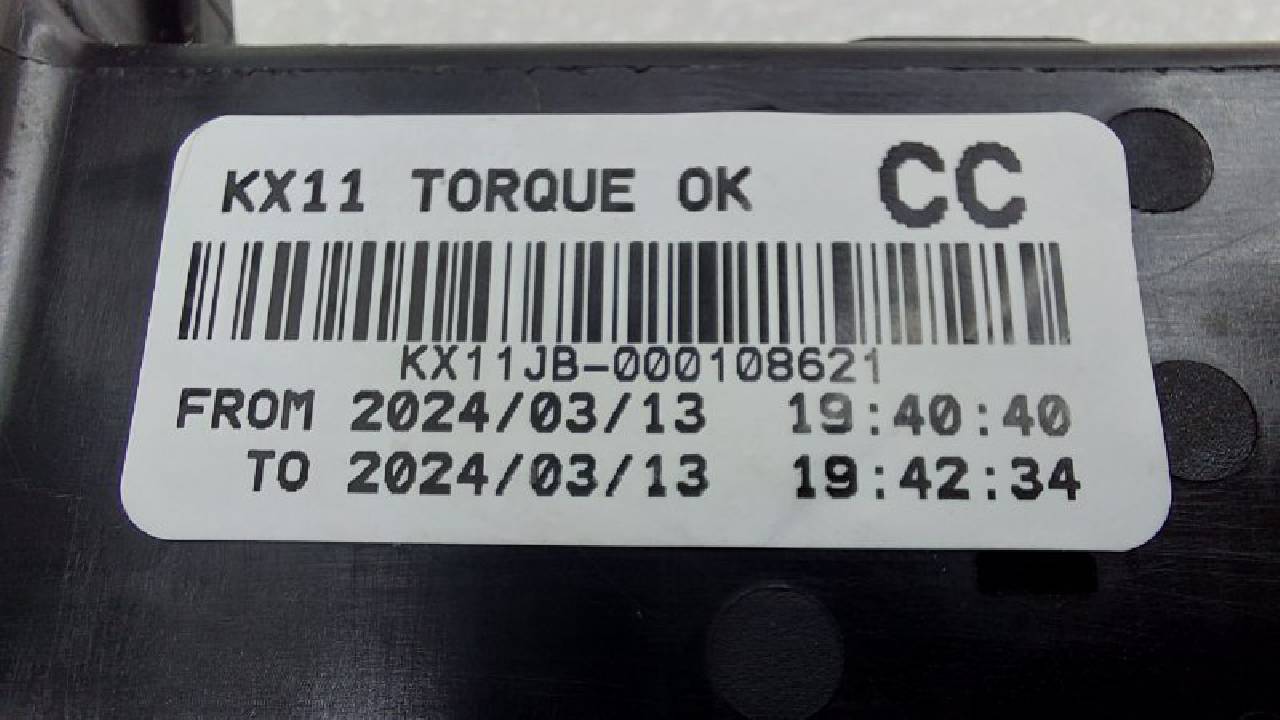 KX11 TORQUE OK CC
KX11JB-000108621
FROM 2024/03/13 19:40:40
TO 2024/03/13 19:42:34